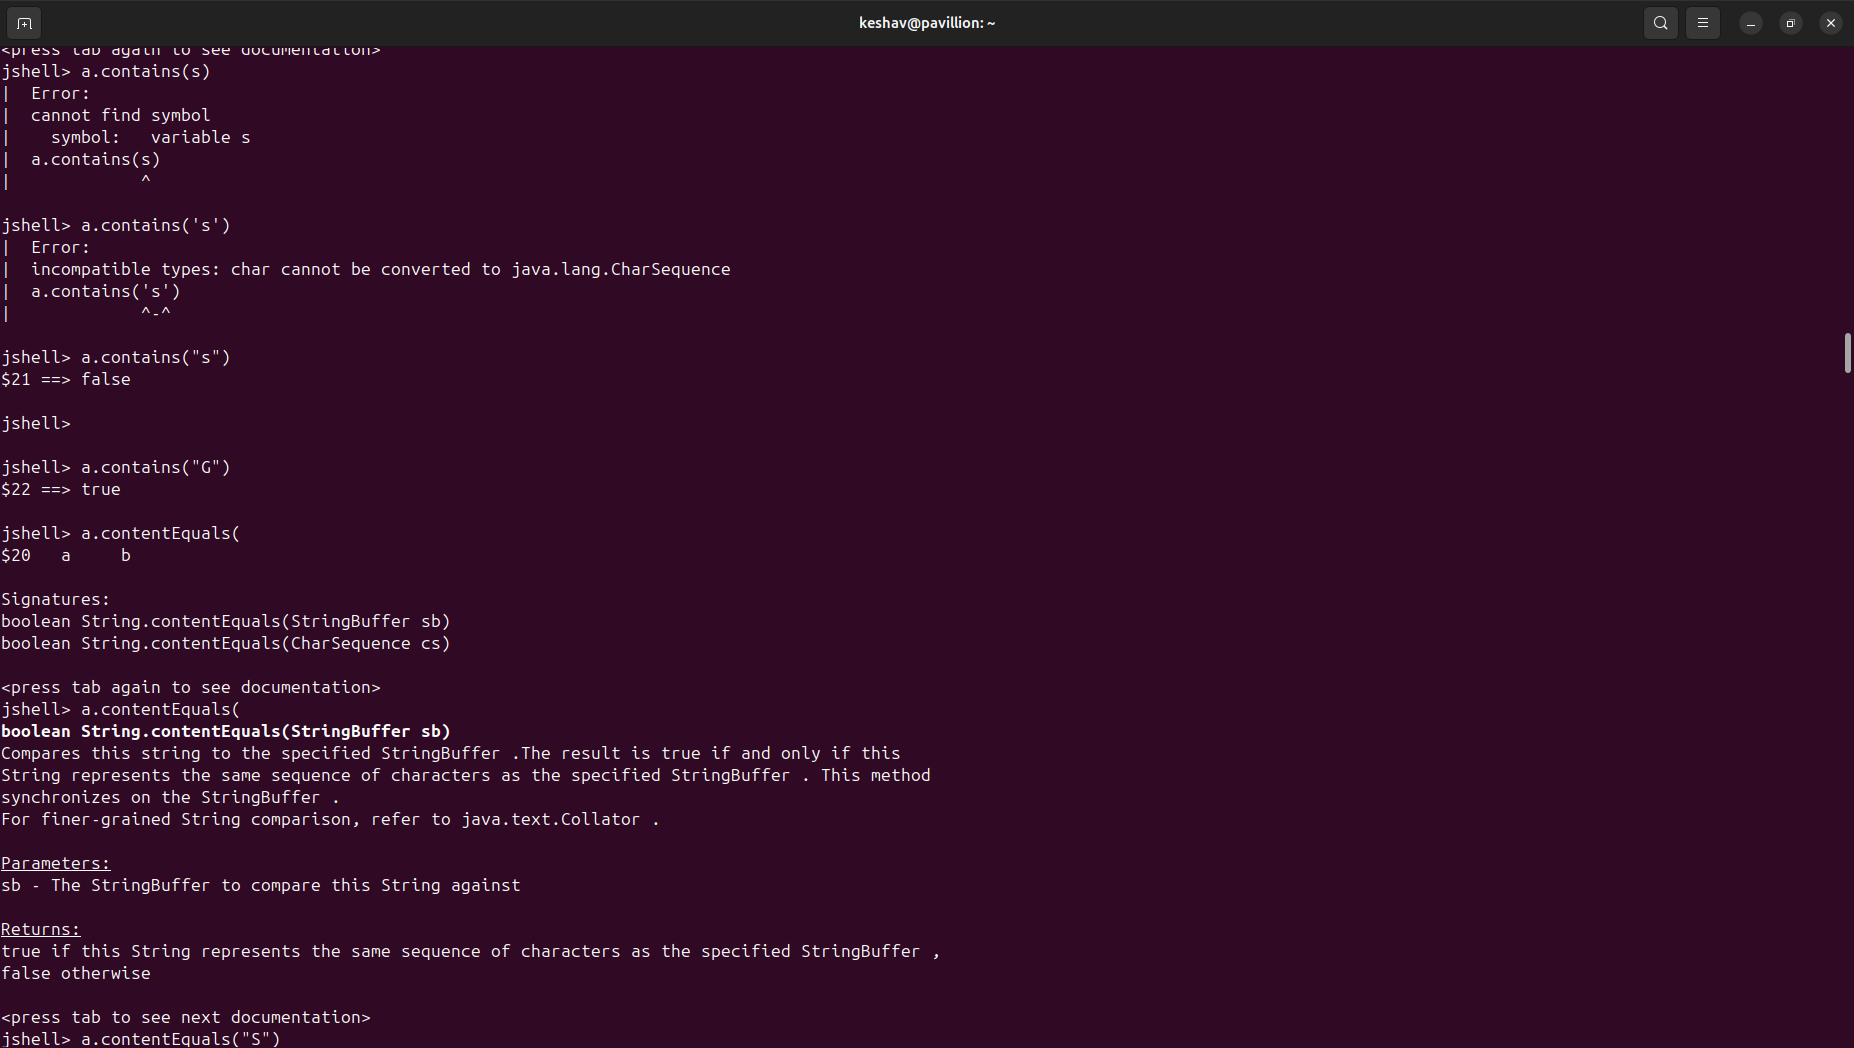 keshav@pavillion: ~
<press tab again to see documentation>
jshell> a.contains(s)
|  Error:
|  cannot find symbol
|    symbol:   variable s
|  a.contains(s)
|             ^
jshell> a.contains('s')
|  Error:
|  incompatible types: char cannot be converted to java.lang.CharSequence
|  a.contains('s')
|             ^-^
jshell> a.contains("s")
$21 ==> false
jshell>
jshell> a.contains("G")
$22 ==> true
jshell> a.contentEquals(
$20   a     b
Signatures:
boolean String.contentEquals(StringBuffer sb)
boolean String.contentEquals(CharSequence cs)
<press tab again to see documentation>
jshell> a.contentEquals(
boolean String.contentEquals(StringBuffer sb)
Compares this string to the specified StringBuffer .The result is true if and only if this
String represents the same sequence of characters as the specified StringBuffer . This method
synchronizes on the StringBuffer .
For finer-grained String comparison, refer to java.text.Collator .
Parameters:
sb - The StringBuffer to compare this String against
Returns:
true if this String represents the same sequence of characters as the specified StringBuffer ,
false otherwise
<press tab to see next documentation>
jshell> a.contentEquals("S")